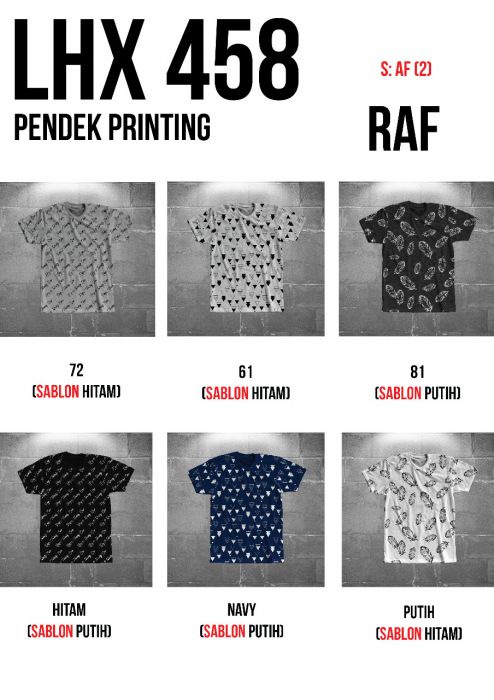 LHX 458
S: AF (2)
PENDEK PRINTING
RAF
72
(SABLON HITAM)
61
(SABLON HITAM)
81
(SABLON PUTIH)
HITAM
(SABLON PUTIH)
NAVY
(SABLON PUTIH)
PUTIH
(SABLON HITAM)